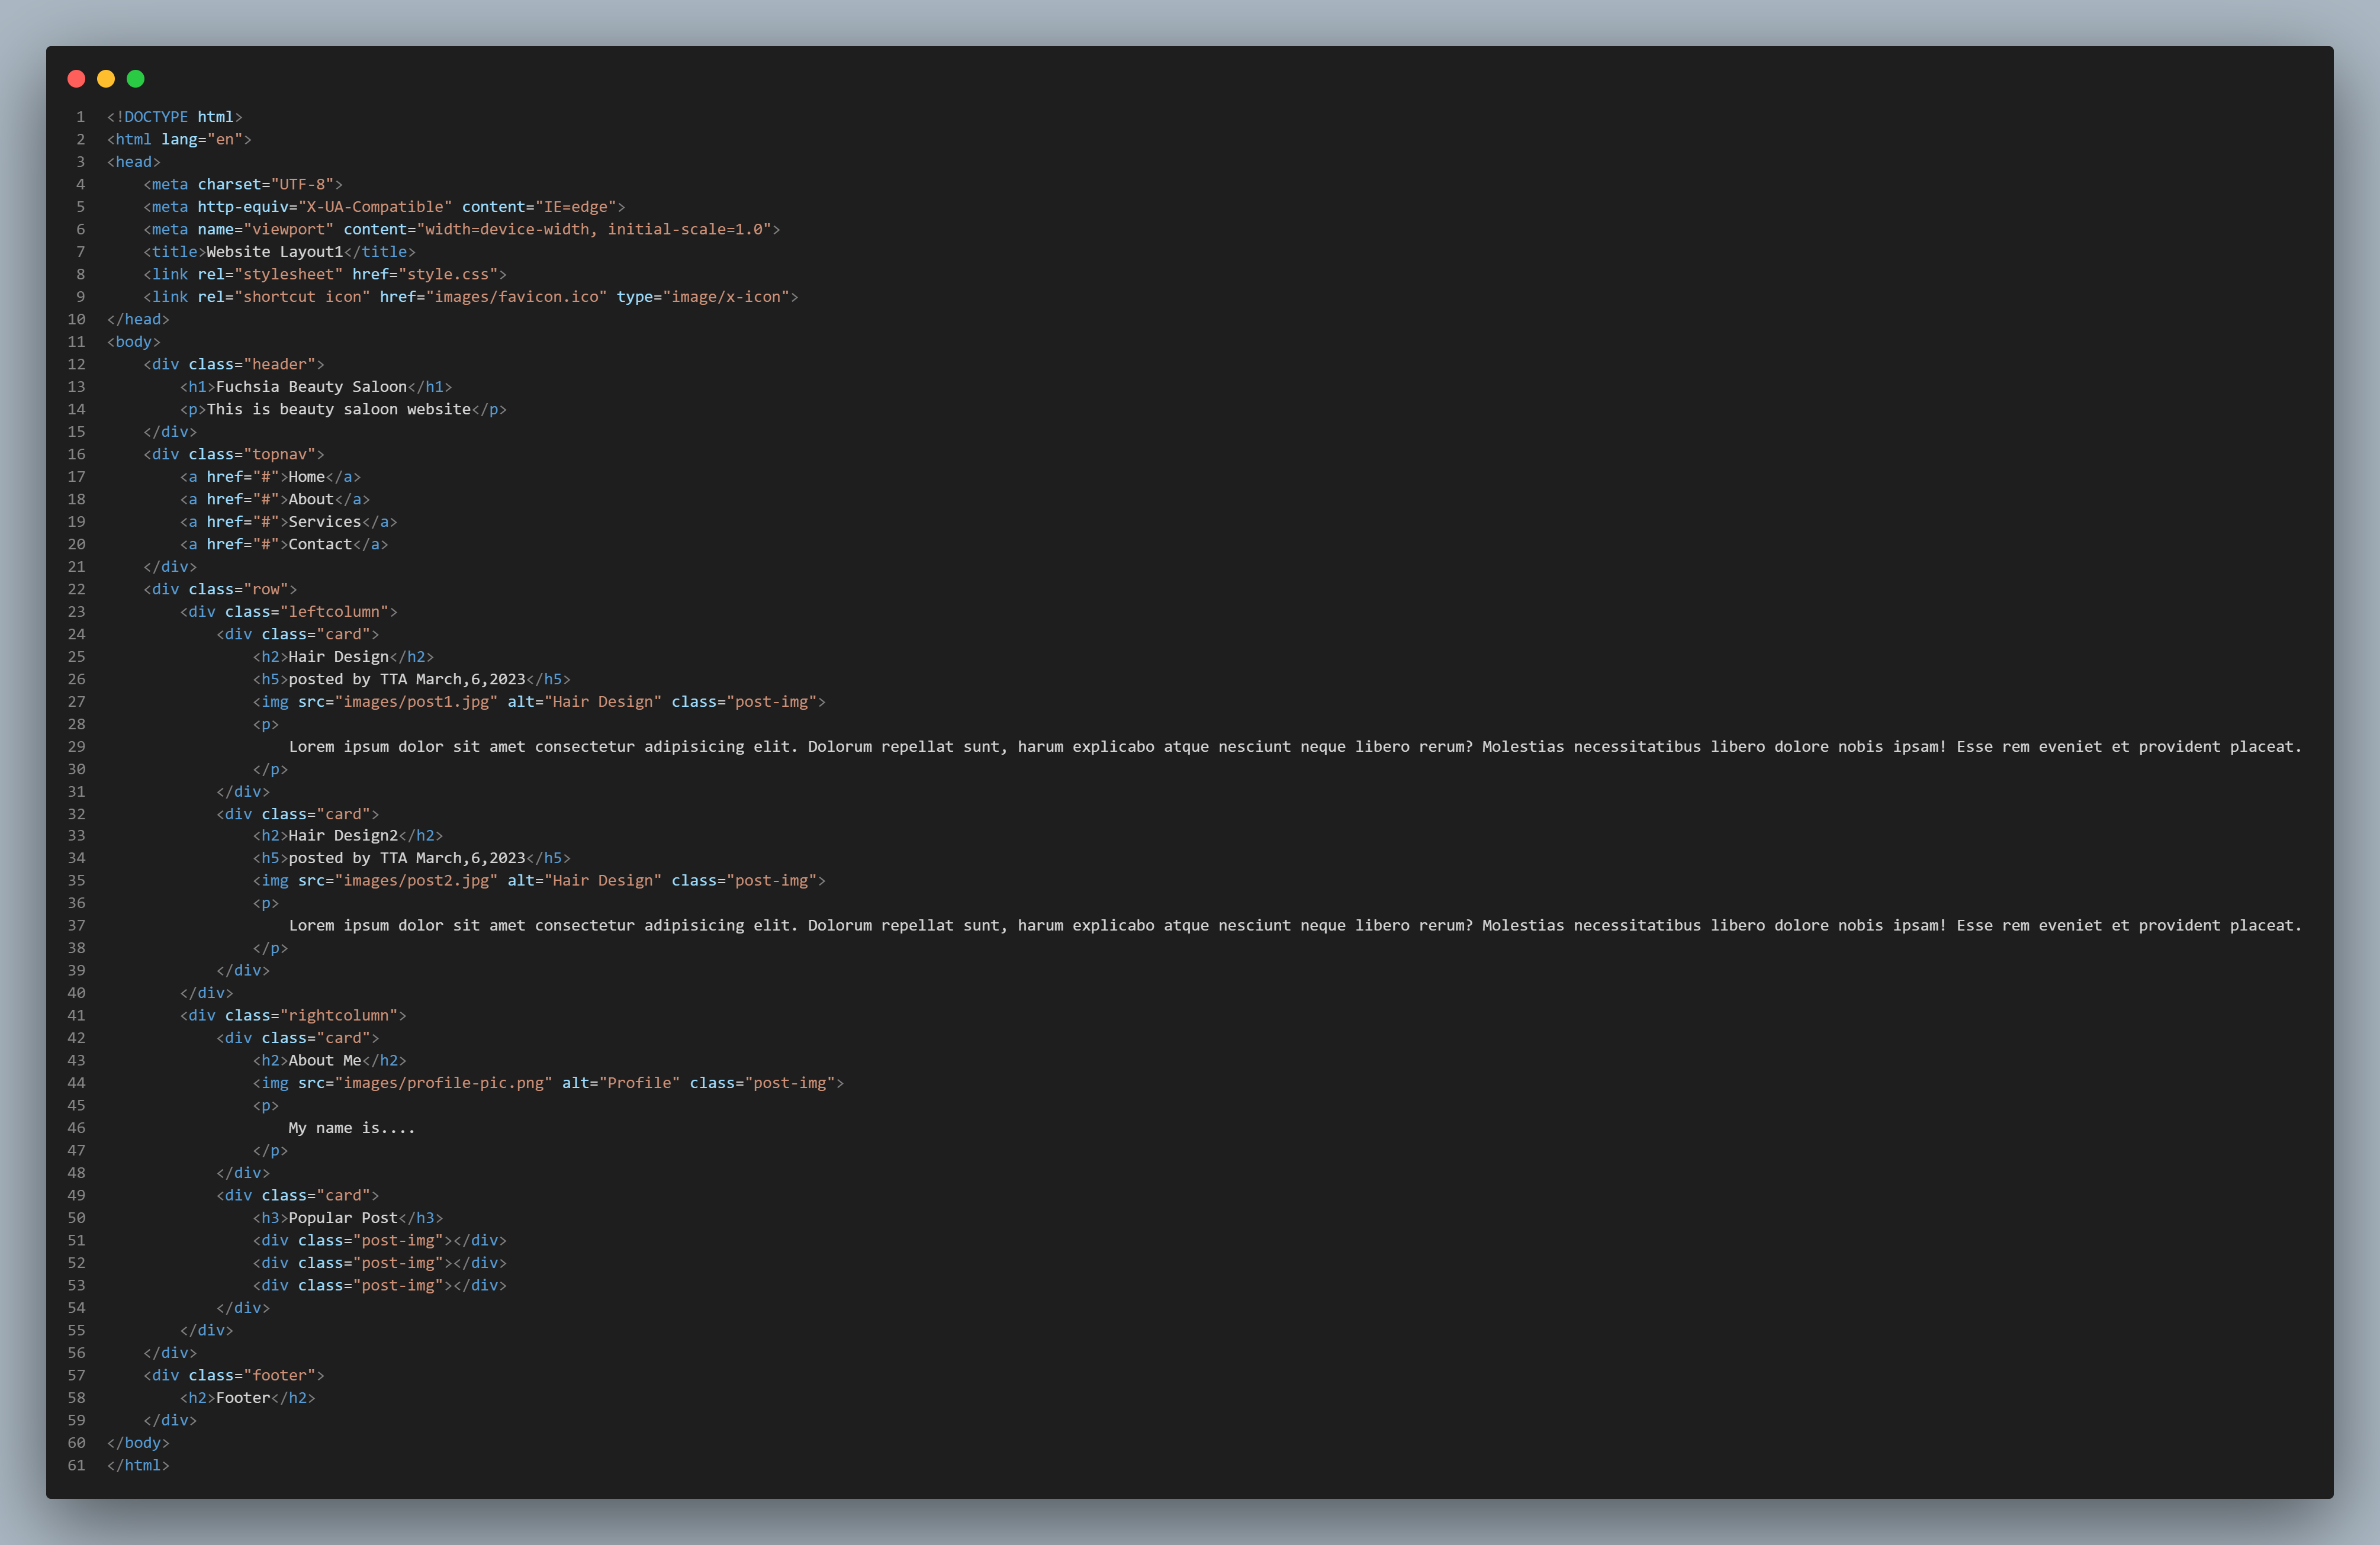 1 <!DOCTYPE html>
2 <html lang="en">
3 <head>
4     <meta charset="UTF-8">
5     <meta http-equiv="X-UA-Compatible" content="IE=edge">
6     <meta name="viewport" content="width=device-width, initial-scale=1.0">
7     <title>Website Layout1</title>
8     <link rel="stylesheet" href="style.css">
9     <link rel="shortcut icon" href="images/favicon.ico" type="image/x-icon">
10 </head>
11 <body>
12     <div class="header">
13         <h1>Fuchsia Beauty Saloon</h1>
14         <p>This is beauty saloon website</p>
15     </div>
16     <div class="topnav">
17         <a href="#">Home</a>
18         <a href="#">About</a>
19         <a href="#">Services</a>
20         <a href="#">Contact</a>
21     </div>
22     <div class="row">
23         <div class="leftcolumn">
24             <div class="card">
25                 <h2>Hair Design</h2>
26                 <h5>posted by TTA March,6,2023</h5>
27                 <img src="images/post1.jpg" alt="Hair Design" class="post-img">
28                 <p>
29                     Lorem ipsum dolor sit amet consectetur adipisicing elit. Dolorum repellat sunt, harum explicabo atque nesciunt neque libero rerum? Molestias necessitatibus libero dolore nobis ipsam! Esse rem eveniet et provident placeat.
30                 </p>
31             </div>
32             <div class="card">
33                 <h2>Hair Design2</h2>
34                 <h5>posted by TTA March,6,2023</h5>
35                 <img src="images/post2.jpg" alt="Hair Design" class="post-img">
36                 <p>
37                     Lorem ipsum dolor sit amet consectetur adipisicing elit. Dolorum repellat sunt, harum explicabo atque nesciunt neque libero rerum? Molestias necessitatibus libero dolore nobis ipsam! Esse rem eveniet et provident placeat.
38                 </p>
39             </div>
40         </div>
41         <div class="rightcolumn">
42             <div class="card">
43                 <h2>About Me</h2>
44                 <img src="images/profile-pic.png" alt="Profile" class="post-img">
45                 <p>
46                     My name is....
47                 </p>
48             </div>
49             <div class="card">
50                 <h3>Popular Post</h3>
51                 <div class="post-img"></div>
52                 <div class="post-img"></div>
53                 <div class="post-img"></div>
54             </div>
55         </div>
56     </div>
57     <div class="footer">
58         <h2>Footer</h2>
59     </div>
60 </body>
61 </html>